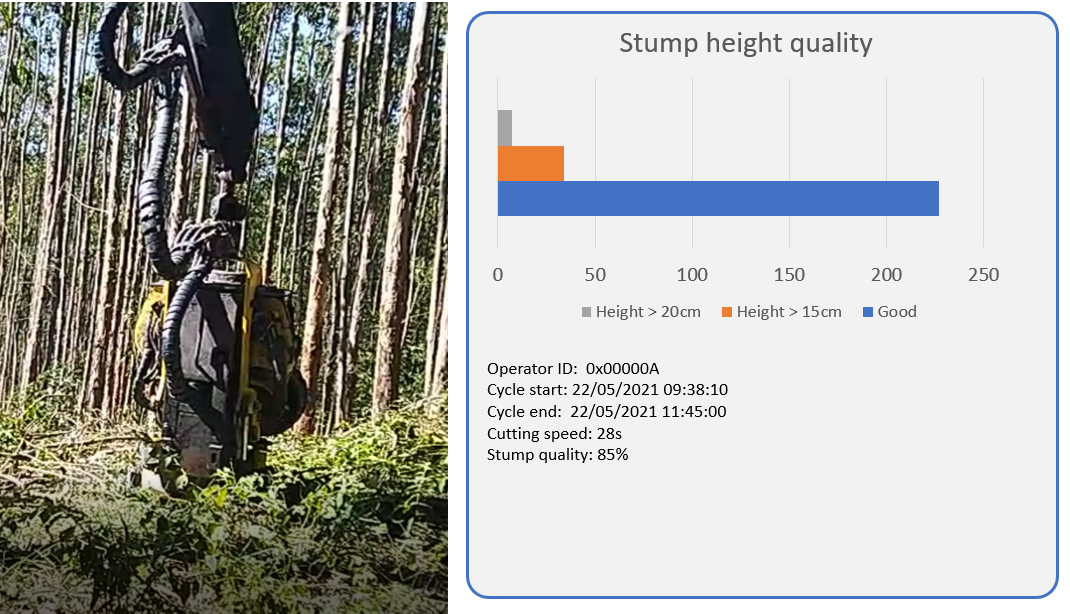 Stump height quality
0 50 100 150 200 250
Height > 20cm Height > 15cm Good
Operator ID: 0x00000A
Cycle start: 22/05/2021 09:38:10
Cycle end: 22/05/2021 11:45:00
Cutting speed: 28s
Stump quality: 85%